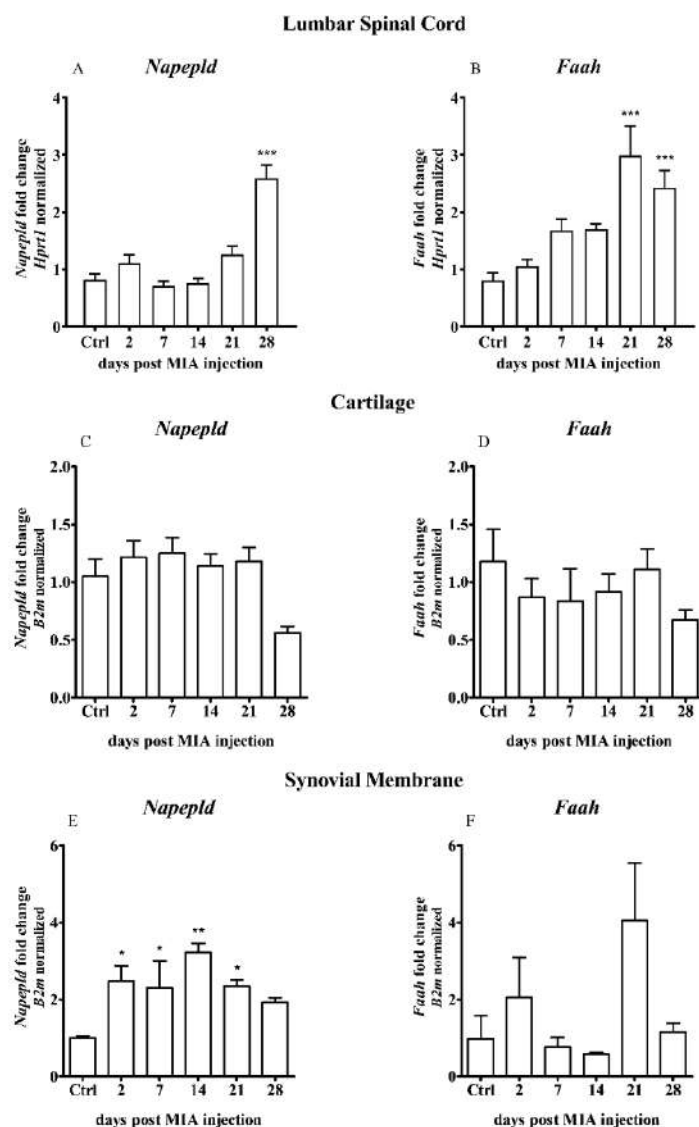 Lumbar Spinal Cord
A
Napepld
Napepld fold change
Hprt1 normalized
4
3
2
1
0
***
Ctrl 2 7 14 21 28
days post MIA injection
B
Faah
Faah fold change
Hprt1 normalized
4
3
2
1
0
***
***
Ctrl 2 7 14 21 28
days post MIA injection
Cartilage
C
Napepld
Napepld fold change
B2m normalized
2.0
1.5
1.0
0.5
0.0
Ctrl 2 7 14 21 28
days post MIA injection
D
Faah
Faah fold change
B2m normalized
2.0
1.5
1.0
0.5
0.0
Ctrl 2 7 14 21 28
days post MIA injection
Synovial Membrane
E
Napepld
Napepld fold change
B2m normalized
6
4
2
0
* * ** *
Ctrl 2 7 14 21 28
days post MIA injection
F
Faah
Faah fold change
B2m normalized
6
4
2
0
Ctrl 2 7 14 21 28
days post MIA injection